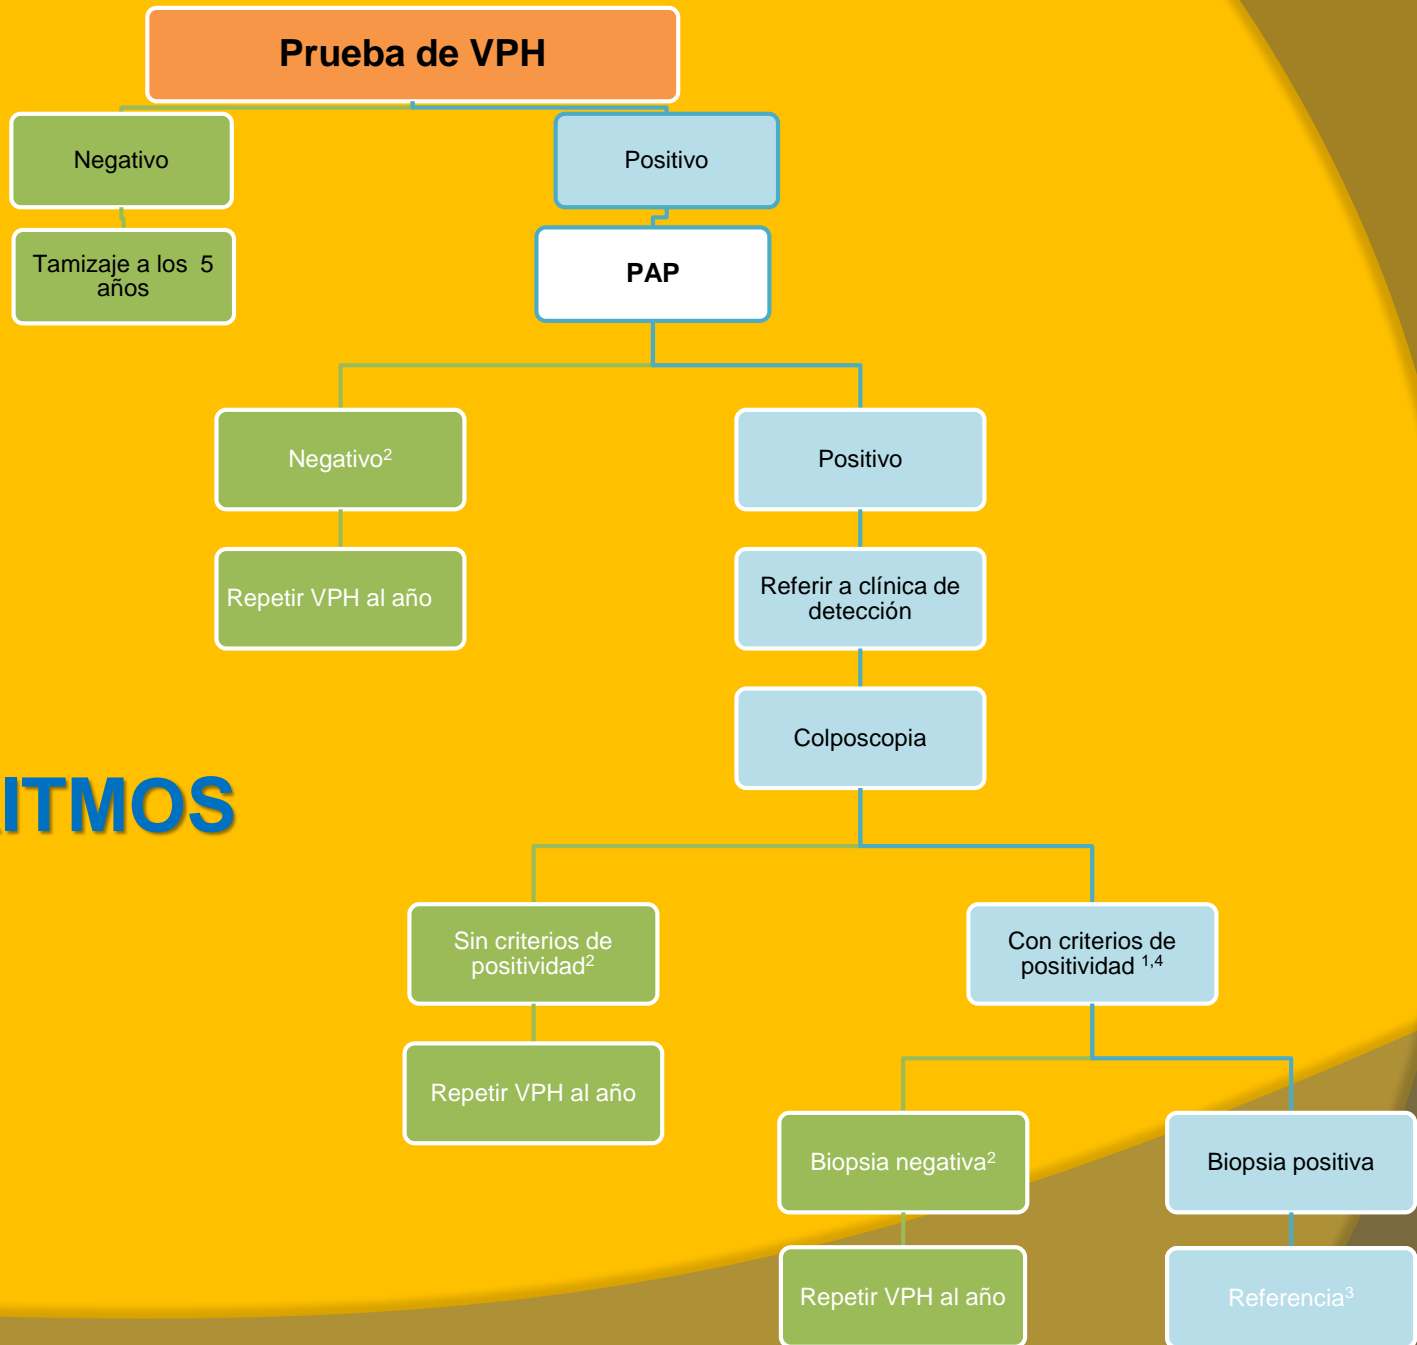 Prueba de VPH
Negativo
Positivo
Tamizaje a los 5
años
PAP
Negativo²
Positivo
Repetir VPH al año
Referir a clínica de
detección
Colposcopia
ITMOS
Sin criterios de
positividad²
Con criterios de
positividad ¹,⁴
Repetir VPH al año
Biopsia negativa²
Biopsia positiva
Repetir VPH al año
Referencia³